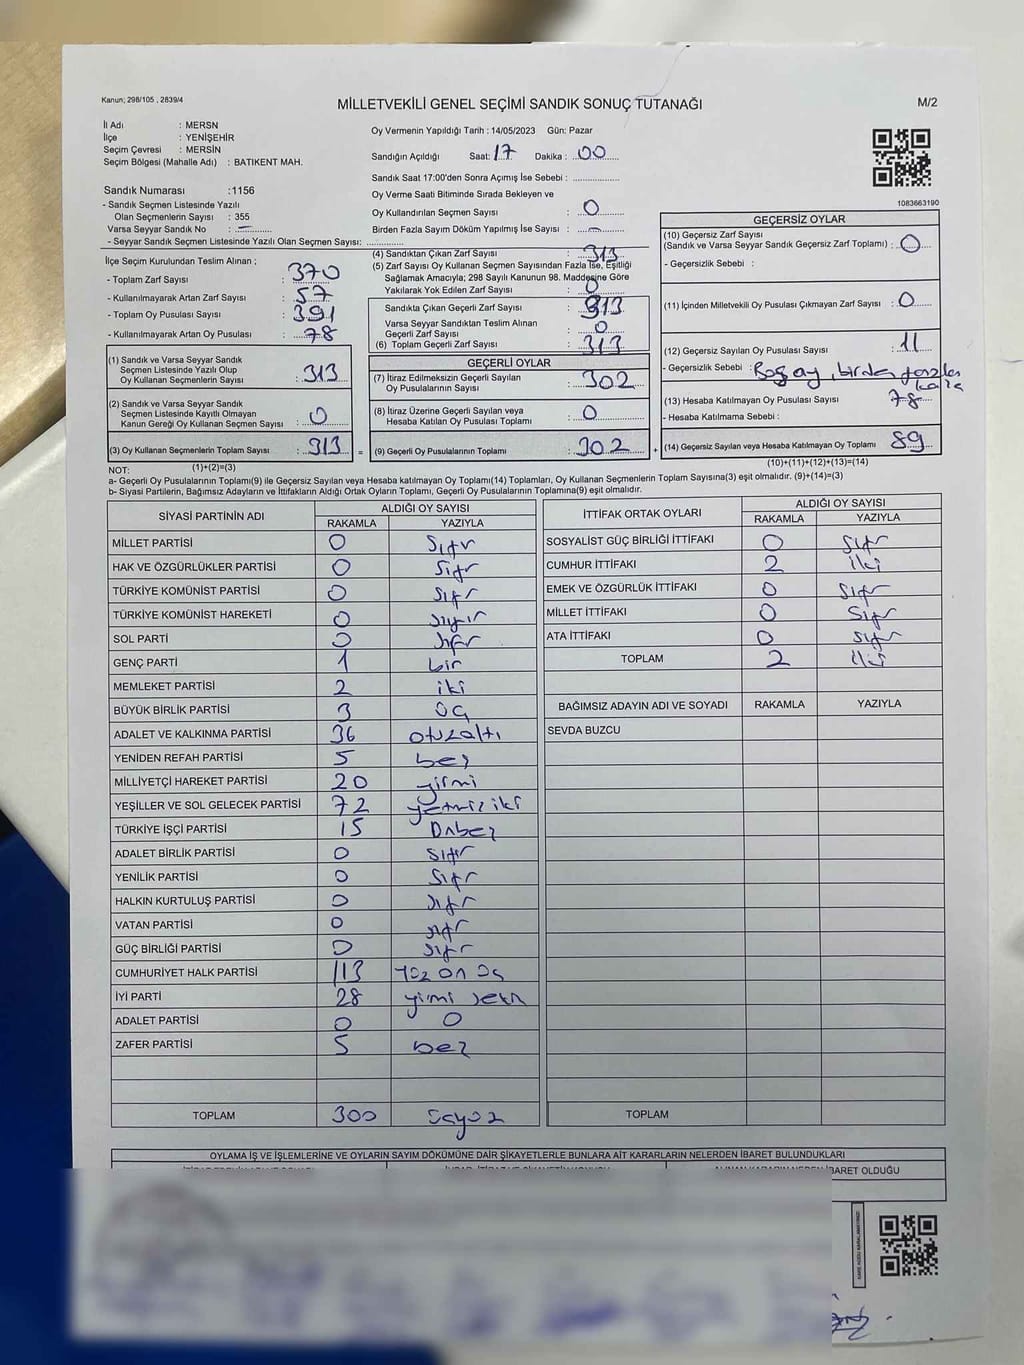 Kanun; 298/105 , 2839/4
MİLLETVEKİLİ GENEL SEÇİMİ SANDIK SONUÇ TUTANAĞI
M/2
İl Adı : MERSN
İlçe : YENİŞEHİR
Seçim Çevresi : MERSİN
Seçim Bölgesi (Mahalle Adı) : BATIKENT MAH.
Oy Vermenin Yapıldığı Tarih : 14/05/2023 Gün: Pazar
Sandığın Açıldığı Saat: 17 Dakika : 00
Sandık Saat 17:00'den Sonra Açımış İse Sebebi :
Oy Verme Saati Bitiminde Sırada Bekleyen ve
Oy Kullandırılan Seçmen Sayısı : 0
Birden Fazla Sayım Döküm Yapılmış İse Sayısı : -
1083663190
Sandık Numarası :1156
- Sandık Seçmen Listesinde Yazılı
Olan Seçmenlerin Sayısı : 355
Varsa Seyyar Sandık No : -
- Seyyar Sandık Seçmen Listesinde Yazılı Olan Seçmen Sayısı:
İlçe Seçim Kurulundan Teslim Alınan ;
- Toplam Zarf Sayısı : 370
- Kullanılmayarak Artan Zarf Sayısı : 57
- Toplam Oy Pusulası Sayısı : 391
- Kullanılmayarak Artan Oy Pusulası : 78
(1) Sandık ve Varsa Seyyar Sandık
Seçmen Listesinde Yazılı Olup
Oy Kullanan Seçmenlerin Sayısı : 313
(2) Sandık ve Varsa Seyyar Sandık
Seçmen Listesinde Kayıtlı Olmayan
Kanun Gereği Oy Kullanan Seçmen Sayısı : 0
(3) Oy Kullanan Seçmenlerin Toplam Sayısı : 313 =
(4) Sandıktan Çıkan Zarf Sayısı : 313
(5) Zarf Sayısı Oy Kullanan Seçmen Sayısından Fazla İse, Eşitliği
Sağlamak Amacıyla; 298 Sayılı Kanunun 98. Maddesine Göre
Yakılarak Yok Edilen Zarf Sayısı : 0
Sandıkta Çıkan Geçerli Zarf Sayısı : 313
Varsa Seyyar Sandıktan Teslim Alınan
Geçerli Zarf Sayısı : 0
(6) Toplam Geçerli Zarf Sayısı : 313
GEÇERLİ OYLAR
(7) İtiraz Edilmeksizin Geçerli Sayılan
Oy Pusulalarının Sayısı : 302
(8) İtiraz Üzerine Geçerli Sayılan veya
Hesaba Katılan Oy Pusulası Toplamı : 0
(9) Geçerli Oy Pusulalarının Toplamı : 302 +
GEÇERSİZ OYLAR
(10) Geçersiz Zarf Sayısı
(Sandık ve Varsa Seyyar Sandık Geçersiz Zarf Toplamı) : 0
- Geçersizlik Sebebi :
(11) İçinden Milletvekili Oy Pusulası Çıkmayan Zarf Sayısı : 0
(12) Geçersiz Sayılan Oy Pusulası Sayısı : 11
- Geçersizlik Sebebi : Boş oy, birden fazla
(13) Hesaba Katılmayan Oy Pusulası Sayısı : 78
- Hesaba Katılmama Sebebi :
(14) Geçersiz Sayılan veya Hesaba Katılmayan Oy Toplamı : 89
NOT: (1)+(2)=(3) (10)+(11)+(12)+(13)=(14)
a- Geçerli Oy Pusulalarının Toplamı(9) ile Geçersiz Sayılan veya Hesaba katılmayan Oy Toplamı(14) Toplamları, Oy Kullanan Seçmenlerin Toplam Sayısına(3) eşit olmalıdır. (9)+(14)=(3)
b- Siyasi Partilerin, Bağımsız Adayların ve İttifakların Aldığı Ortak Oyların Toplamı, Geçerli Oy Pusulalarının Toplamına(9) eşit olmalıdır.
SİYASİ PARTİNİN ADI ALDIĞI OY SAYISI
RAKAMLA YAZIYLA
MİLLET PARTİSİ 0 Sıfır
HAK VE ÖZGÜRLÜKLER PARTİSİ 0 Sıfr
TÜRKİYE KOMÜNİST PARTİSİ 0 Sıfr
TÜRKİYE KOMÜNİST HAREKETİ 0 Sıfır
SOL PARTİ 0 Sıfr
GENÇ PARTİ 1 bir
MEMLEKET PARTİSİ 2 iki
BÜYÜK BİRLİK PARTİSİ 3 üç
ADALET VE KALKINMA PARTİSİ 36 otuzaltı
YENİDEN REFAH PARTİSİ 5 beş
MİLLİYETÇİ HAREKET PARTİSİ 20 yirmi
YEŞİLLER VE SOL GELECEK PARTİSİ 72 yetmiş iki
TÜRKİYE İŞÇİ PARTİSİ 15 Onbeş
ADALET BİRLİK PARTİSİ 0 Sıfır
YENİLİK PARTİSİ 0 Sıfr
HALKIN KURTULUŞ PARTİSİ 0 Sıfr
VATAN PARTİSİ 0 Sıfr
GÜÇ BİRLİĞİ PARTİSİ 0 Sıfr
CUMHURİYET HALK PARTİSİ 113 Yüz on üç
İYİ PARTİ 28 yimi sekn
ADALET PARTİSİ 0 0
ZAFER PARTİSİ 5 beş
TOPLAM 300
İTTİFAK ORTAK OYLARI ALDIĞI OY SAYISI
RAKAMLA YAZIYLA
SOSYALİST GÜÇ BİRLİĞİ İTTİFAKI 0 Sıfr
CUMHUR İTTİFAKI 2 iki
EMEK VE ÖZGÜRLÜK İTTİFAKI 0 Sıfr
MİLLET İTTİFAKI 0 Sıfr
ATA İTTİFAKI 0 Sıfr
TOPLAM 2 iki
BAĞIMSIZ ADAYIN ADI VE SOYADI RAKAMLA YAZIYLA
SEVDA BUZCU
TOPLAM
OYLAMA İŞ VE İŞLEMLERİNE VE OYLARIN SAYIM DÖKÜMÜNE DAİR ŞİKAYETLERLE BUNLARA AİT KARARLARIN NELERDEN İBARET BULUNDUKLARI
İBARET OLDUĞU